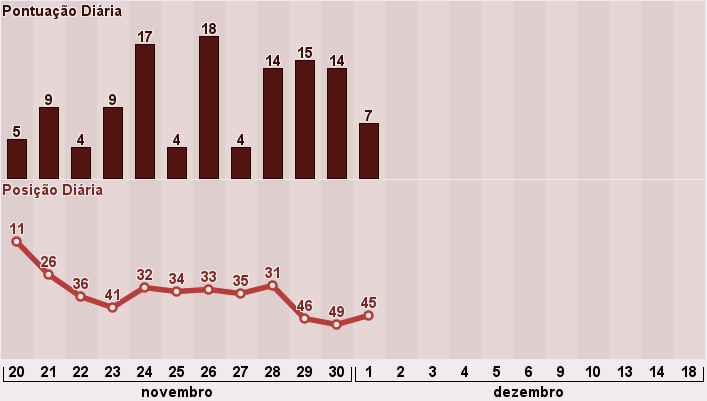 Pontuação Diária
5 9 4 9 17 4 18 4 14 15 14 7
Posição Diária
11 26 36 41 32 34 33 35 31 46 49 45
20 21 22 23 24 25 26 27 28 29 30 1 2 3 4 5 6 9 10 13 14 18
novembro dezembro